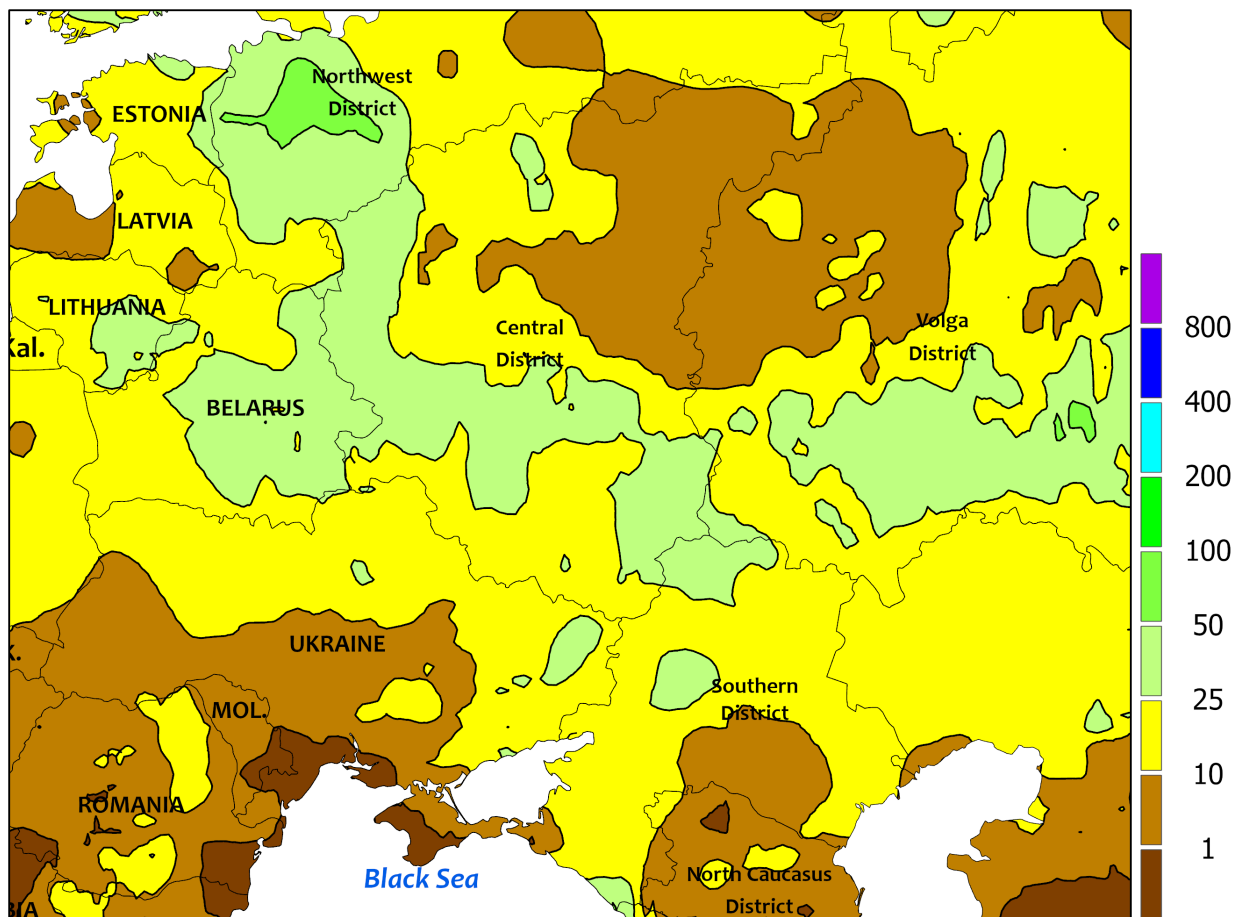 Northwest
District
ESTONIA
LATVIA
LITHUANIA
Kal.
Central
District
Volga
District
BELARUS
UKRAINE
MOL.
Southern
District
ROMANIA
Black Sea
North Caucasus
District
BIA
800
400
200
100
50
25
10
1